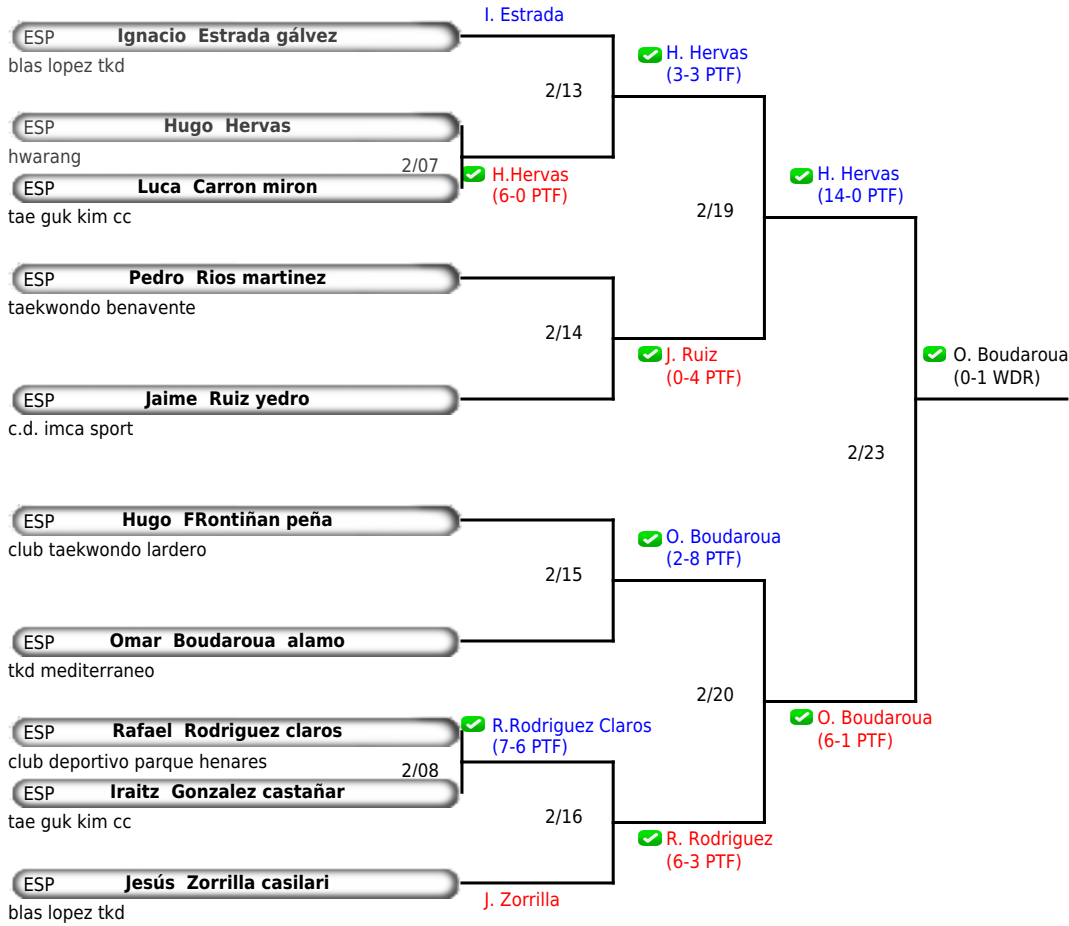 I. Estrada
ESP Ignacio Estrada gálvez
blas lopez tkd
H. Hervas
(3-3 PTF)
2/13
ESP Hugo Hervas
hwarang
2/07
ESP Luca Carron miron
tae guk kim cc
H.Hervas
(6-0 PTF)
H. Hervas
(14-0 PTF)
2/19
ESP Pedro Rios martinez
taekwondo benavente
2/14
J. Ruiz
(0-4 PTF)
O. Boudaroua
(0-1 WDR)
ESP Jaime Ruiz yedro
c.d. imca sport
2/23
ESP Hugo FRontiñan peña
club taekwondo lardero
O. Boudaroua
(2-8 PTF)
2/15
ESP Omar Boudaroua alamo
tkd mediterraneo
2/20
O. Boudaroua
(6-1 PTF)
ESP Rafael Rodriguez claros
club deportivo parque henares
R.Rodriguez Claros
(7-6 PTF)
2/08
ESP Iraitz Gonzalez castañar
tae guk kim cc
2/16
R. Rodriguez
(6-3 PTF)
ESP Jesús Zorrilla casilari
blas lopez tkd
J. Zorrilla